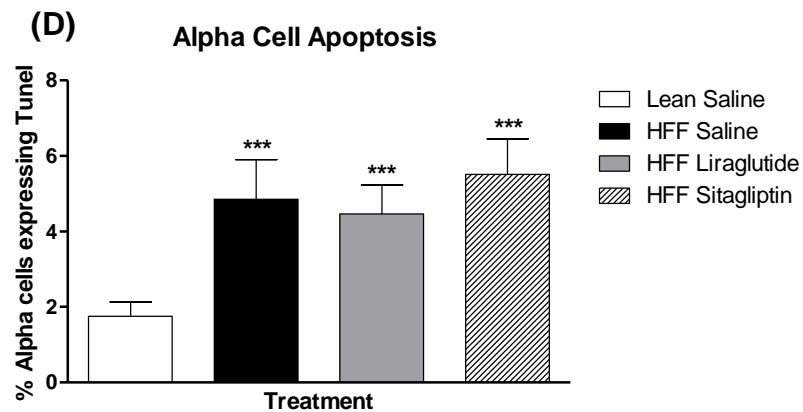 (D)
Alpha Cell Apoptosis
% Alpha cells expressing Tunel
8
6
4
2
0
***
***
***
Treatment
Lean Saline
HFF Saline
HFF Liraglutide
HFF Sitagliptin